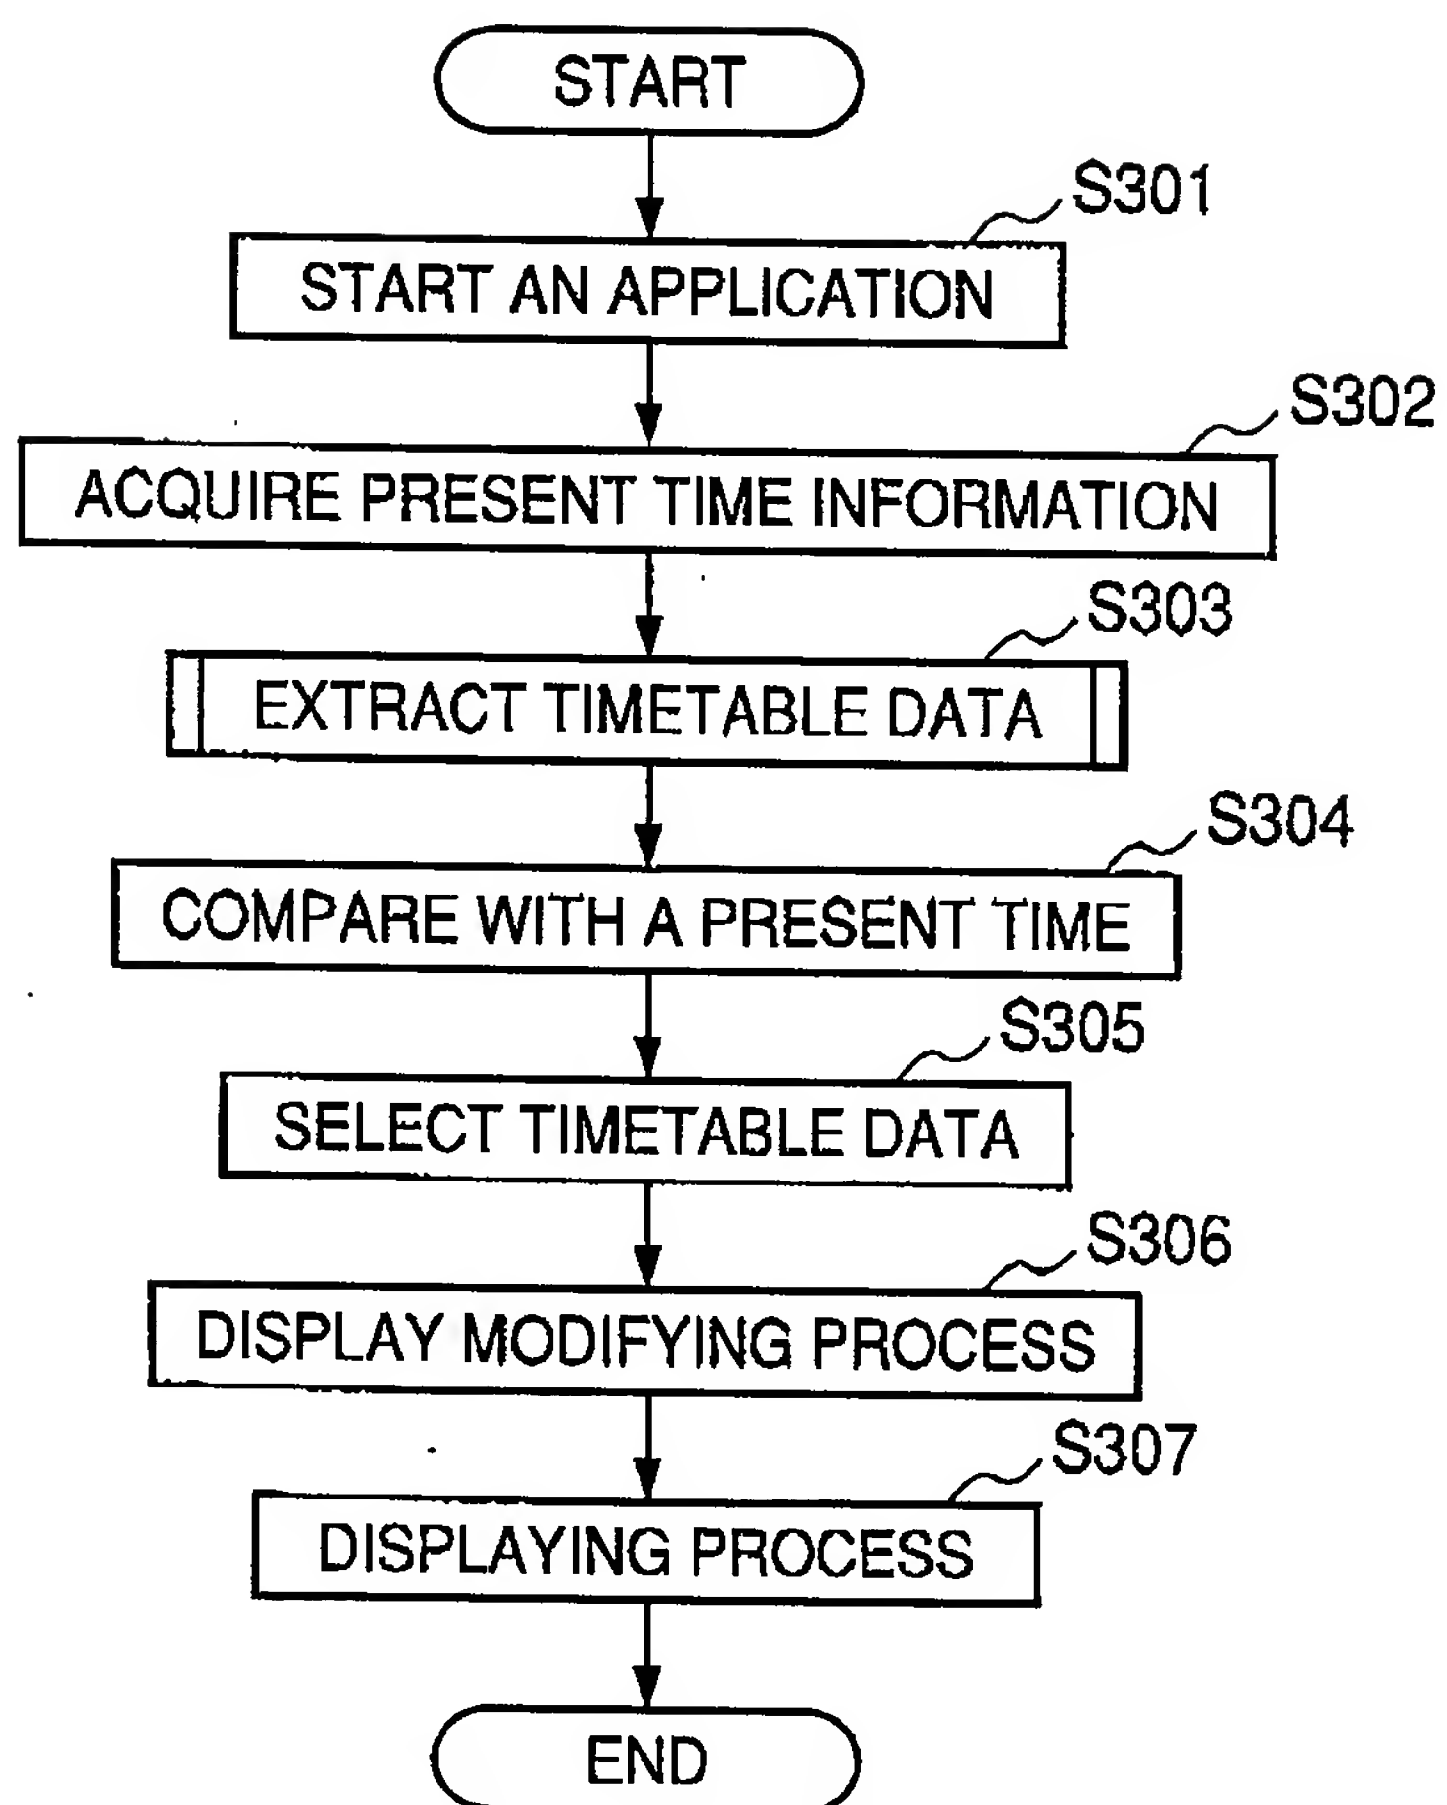 START
S301
START AN APPLICATION
S302
ACQUIRE PRESENT TIME INFORMATION
S303
EXTRACT TIMETABLE DATA
S304
COMPARE WITH A PRESENT TIME
S305
SELECT TIMETABLE DATA
S306
DISPLAY MODIFYING PROCESS
S307
DISPLAYING PROCESS
END